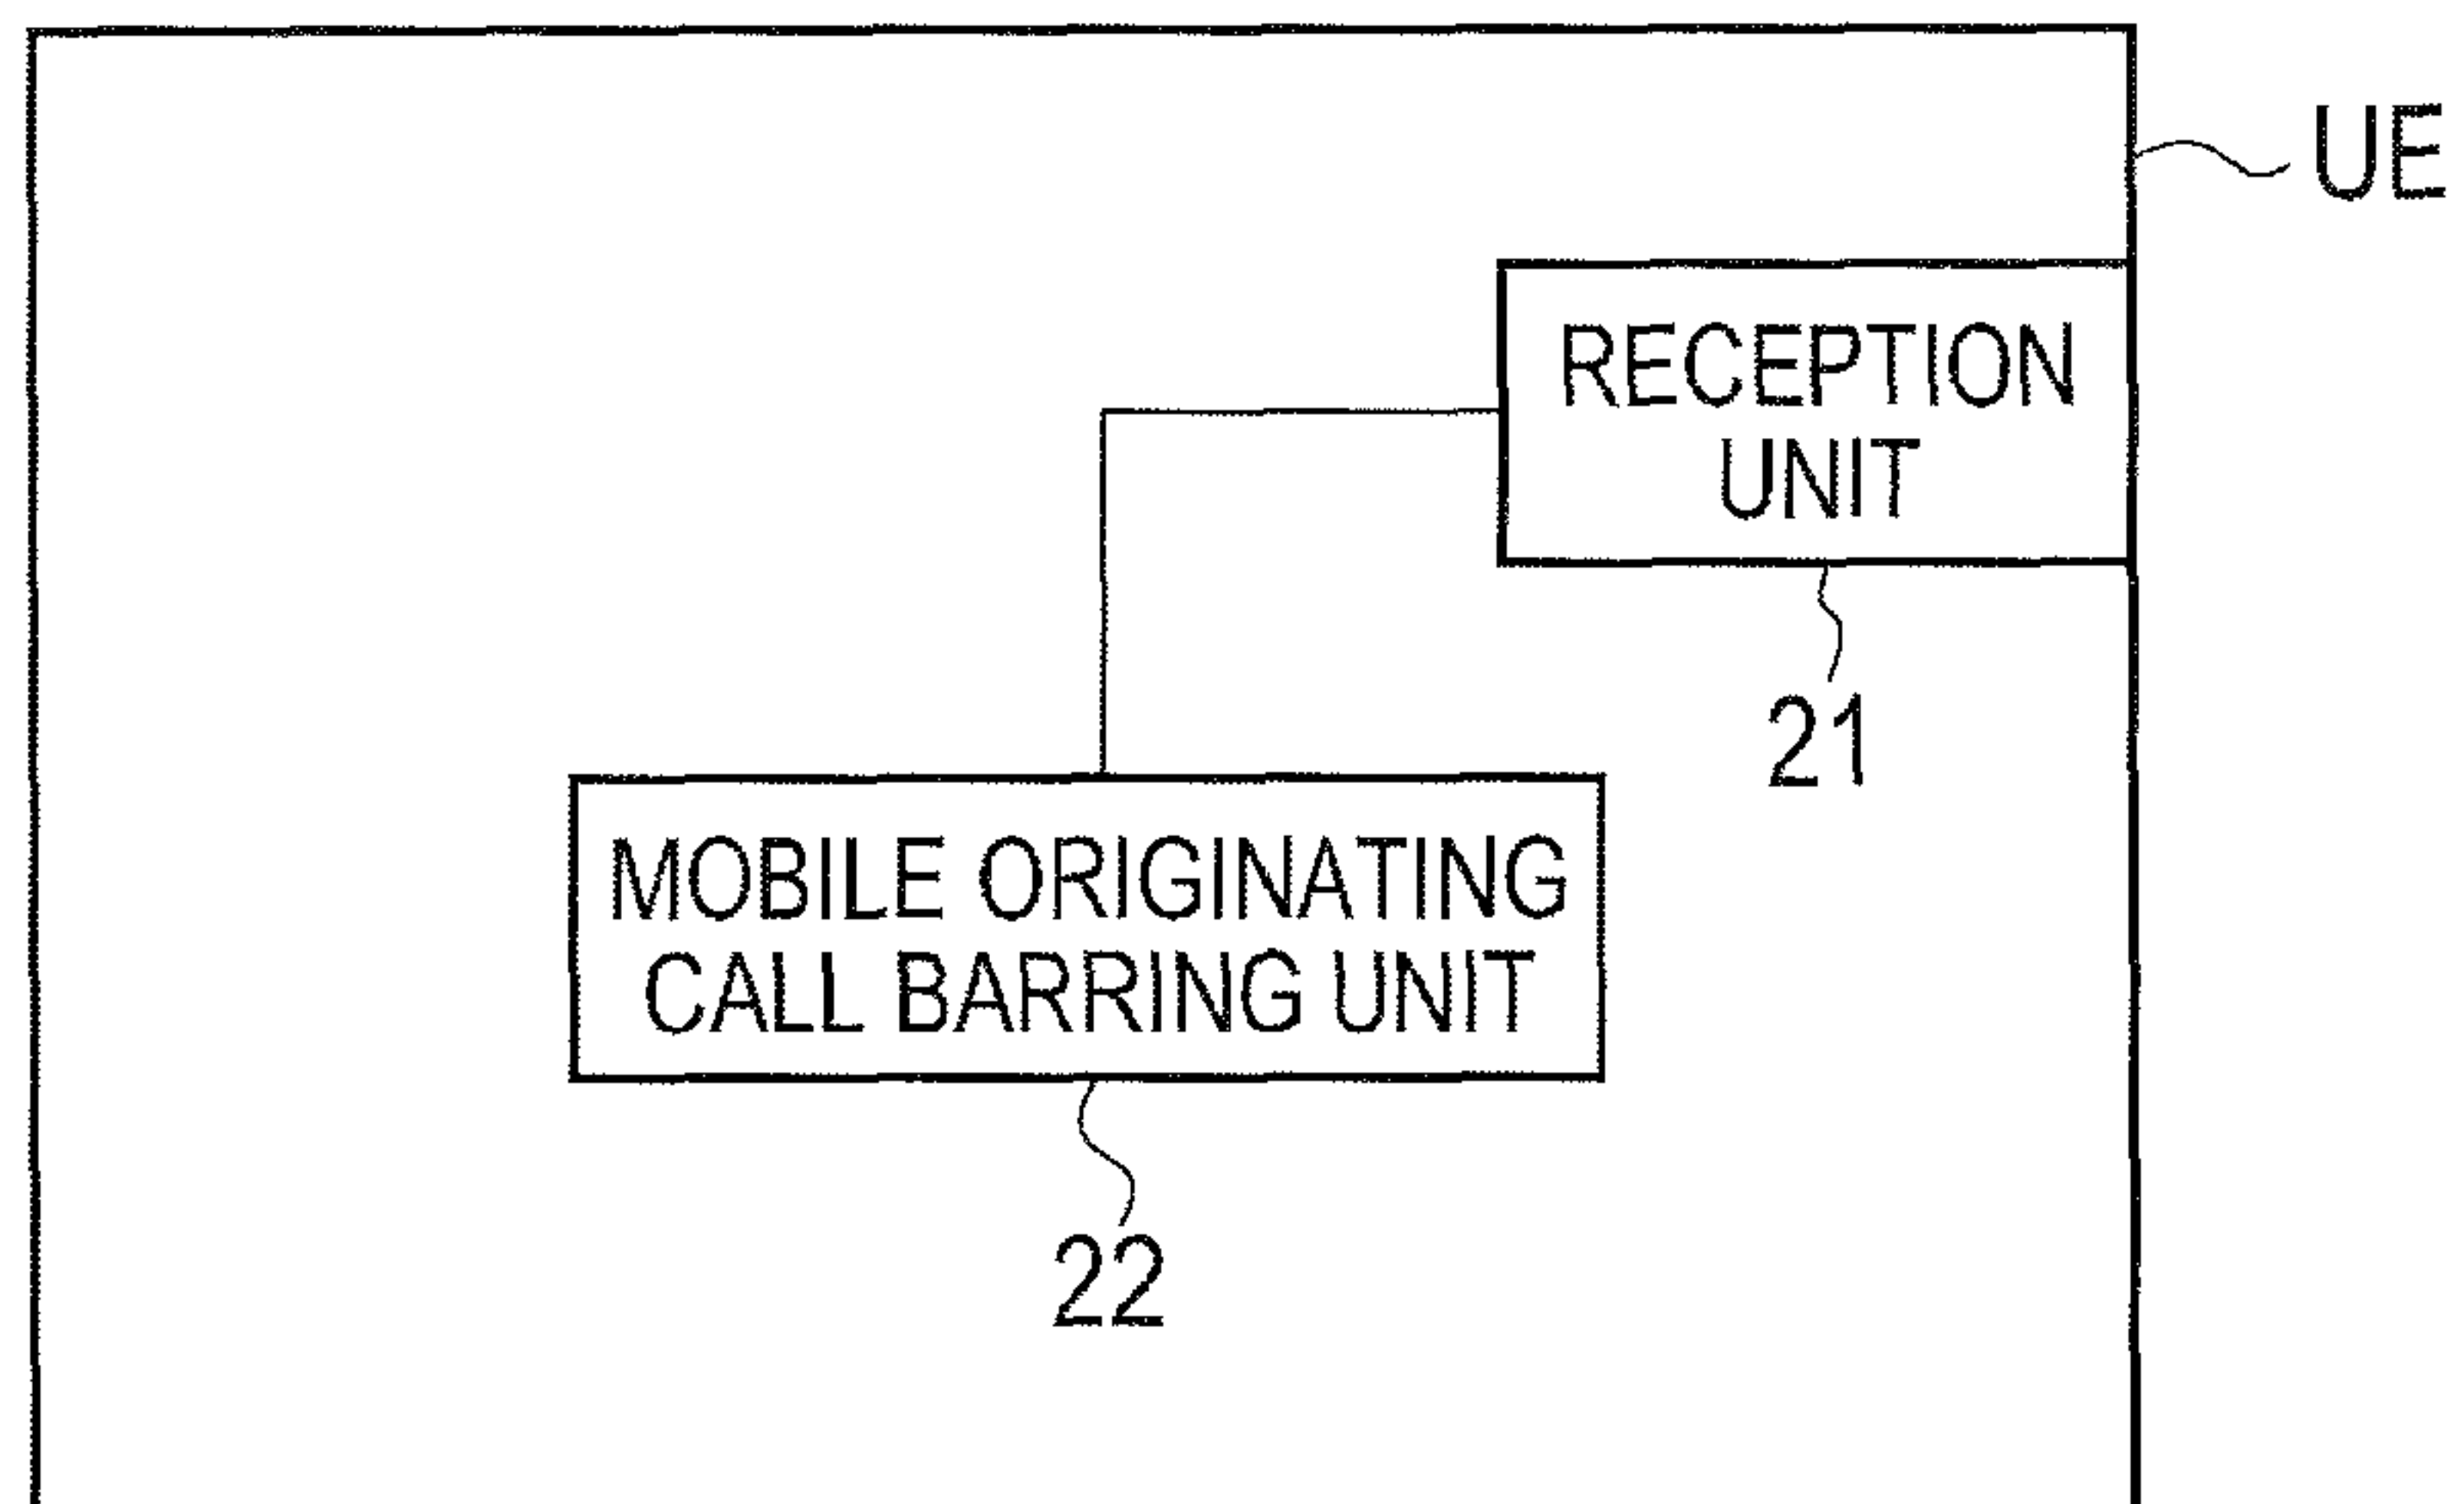 UE
RECEPTION
UNIT
21
MOBILE ORIGINATING
CALL BARRING UNIT
22